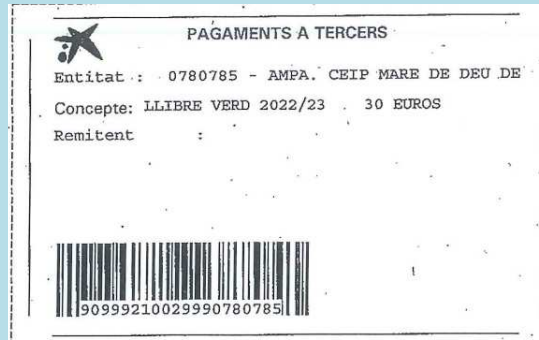 PAGAMENTS A TERCERS
Entitat : 0780785 - AMPA. CEIP MARE DE DEU DE
Concepte: LLIBRE VERD 2022/23 . 30 EUROS
Remitent :
90999210029990780785